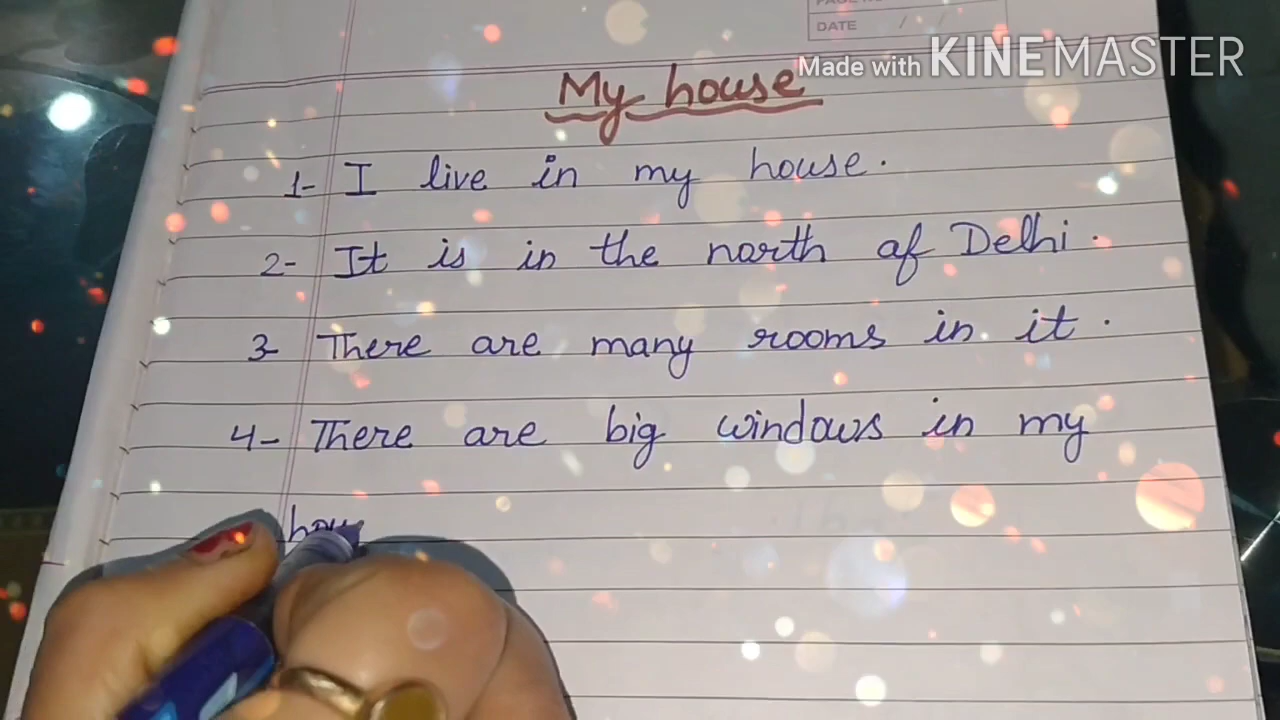 DATE / /
Made with KINEMASTER
My house
1- I live in my house.
2- It is in the north of Delhi.
3- There are many rooms in it.
4- There are big windows in my